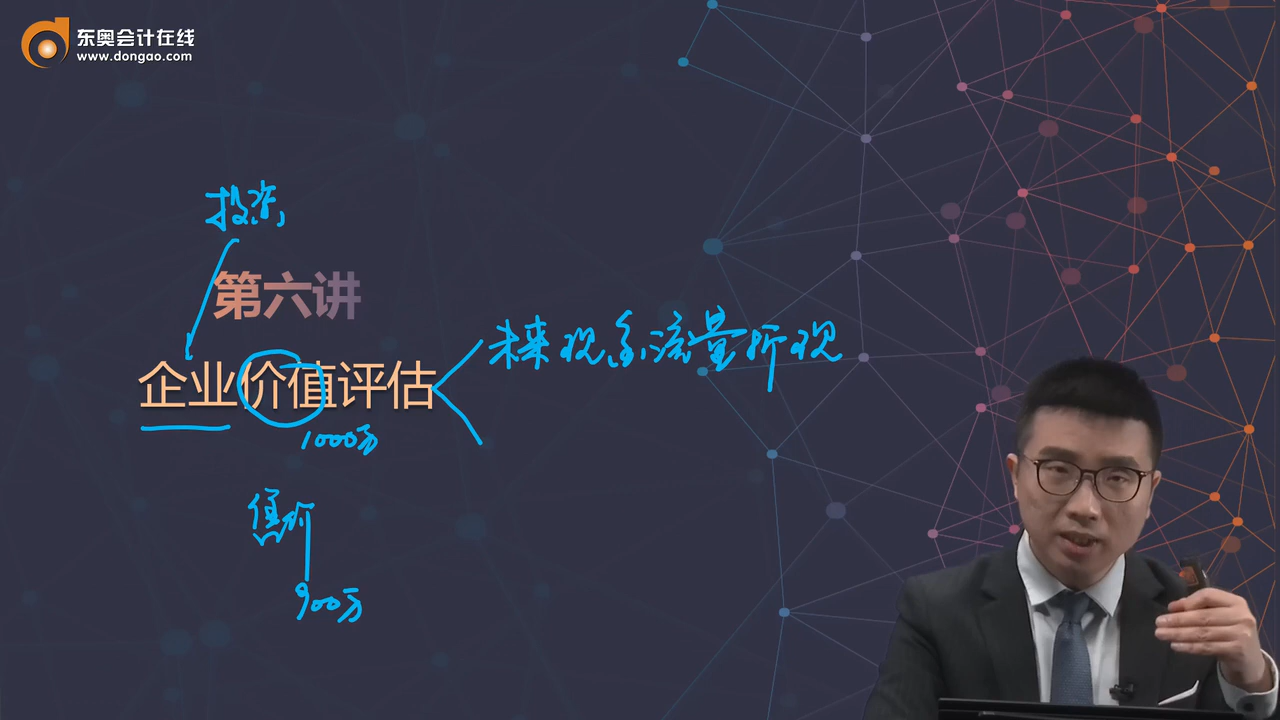 东奥会计在线
www.dongao.com
投资
第六讲
未来现金流量折现
企业价值评估
1000万
售价
900万